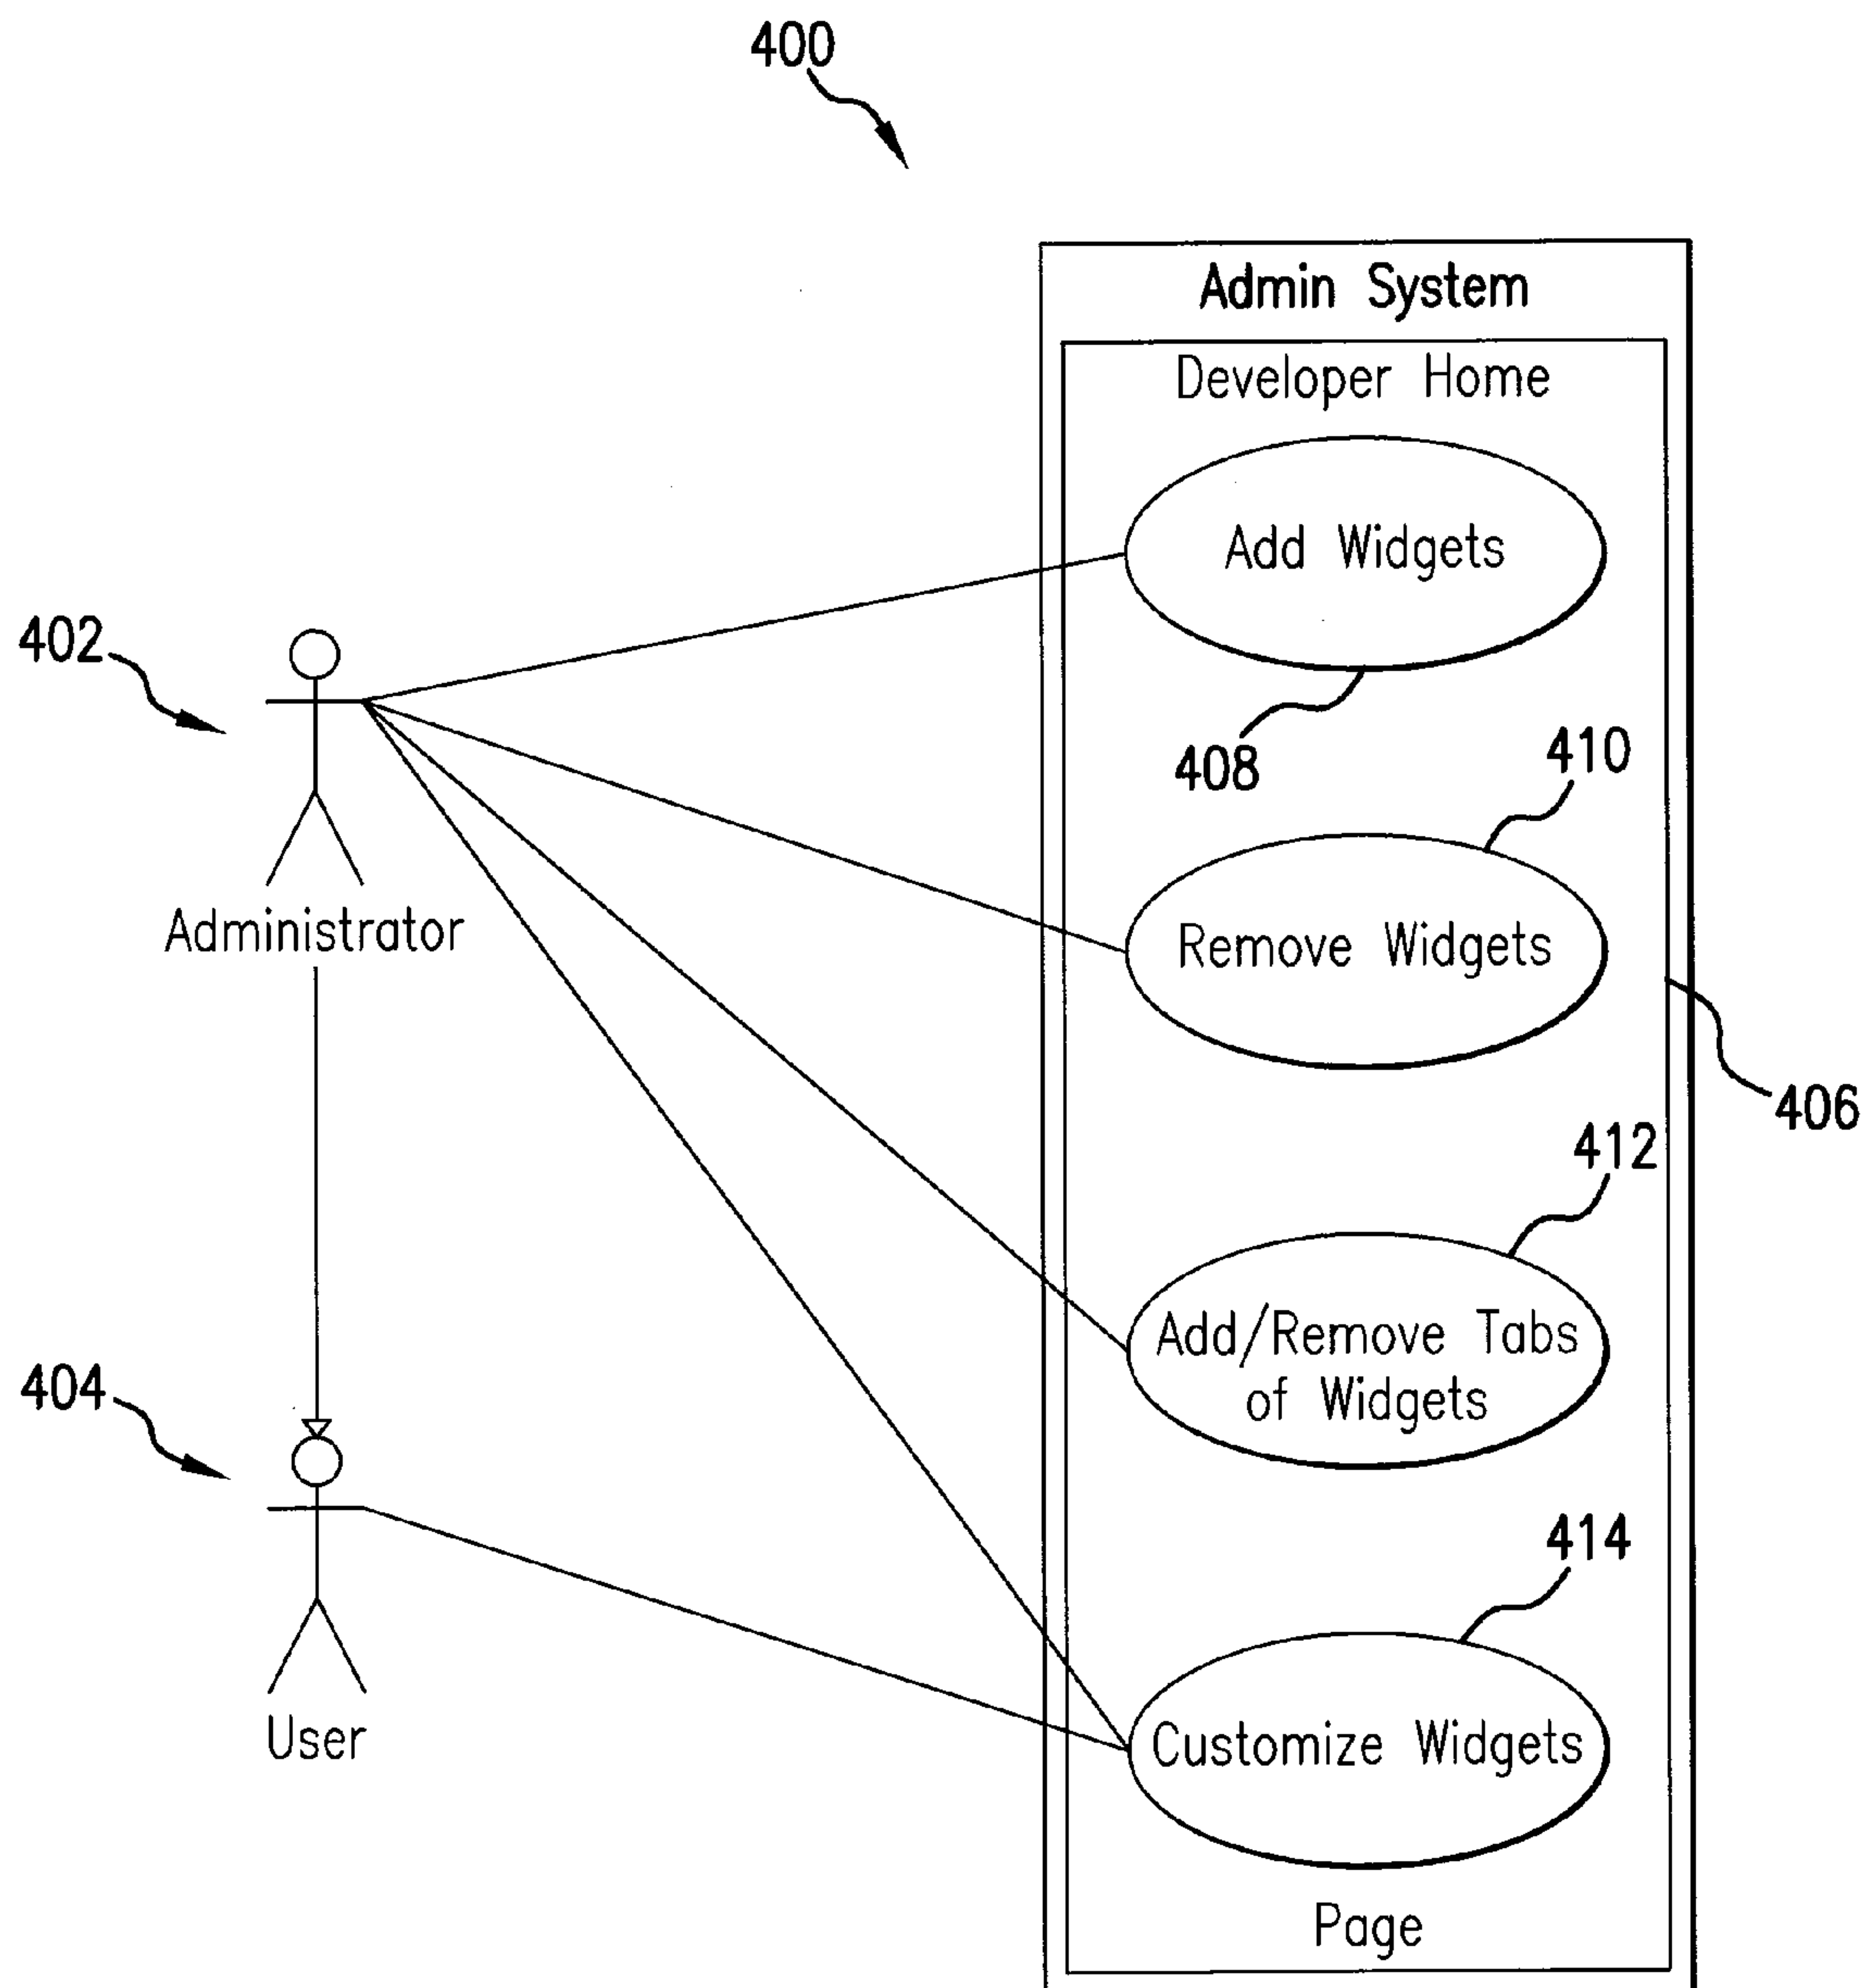 400
Admin System
Developer Home
Add Widgets
402
408
410
Administrator
Remove Widgets
406
412
Add/Remove Tabs
of Widgets
404
414
User
Customize Widgets
Page